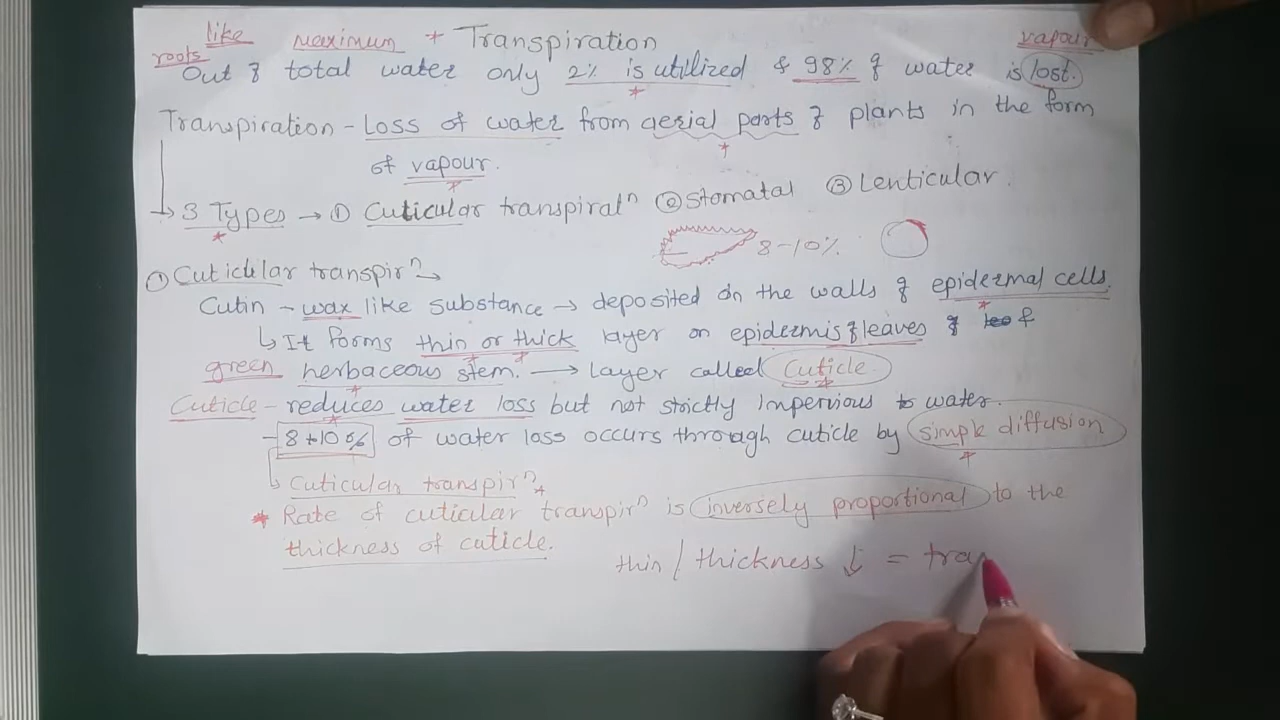 like maximum * Transpiration vapour
roots
Out of total water only 2% is utilized & 98% of water is lost.
Transpiration - Loss of water from aerial parts of plants in the form
of vapour.
→ 3 Types → ① Cuticular transpiratⁿ ② Stomatal ③ Lenticular.
8-10%
① Cuticular transpirⁿ →
Cutin - wax like substance → deposited on the walls of epidermal cells.
↳ It forms thin or thick layer on epidermis of leaves of &
green herbaceous stem. → Layer called Cuticle.
Cuticle - reduces water loss but not strictly impervious to water.
- 8 to 10% of water loss occurs through cuticle by simple diffusion
↳ Cuticular transpirⁿ *
* Rate of cuticular transpirⁿ is inversely proportional to the
thickness of cuticle.
thin / thickness ↓ = tra